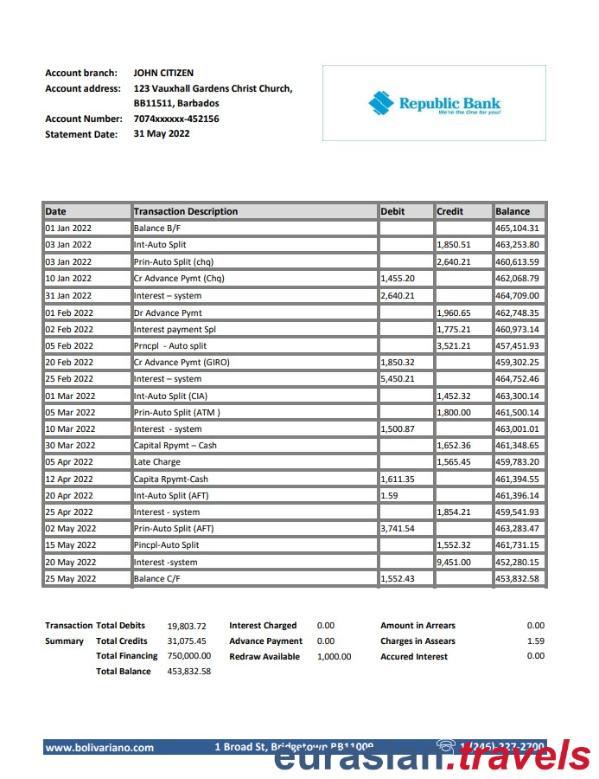 Account branch: JOHN CITIZEN
Account address: 123 Vauxhall Gardens Christ Church,
BB11511, Barbados
Account Number: 7074xxxxxx-452156
Statement Date: 31 May 2022
Republic Bank
We're the One for you!
Date Transaction Description Debit Credit Balance
01 Jan 2022 Balance B/F 465,104.31
03 Jan 2022 Int-Auto Split 1,850.51 463,253.80
03 Jan 2022 Prin-Auto Split (chq) 2,640.21 460,613.59
10 Jan 2022 Cr Advance Pymt (Chq) 1,455.20 462,068.79
31 Jan 2022 Interest – system 2,640.21 464,709.00
01 Feb 2022 Dr Advance Pymt 1,960.65 462,748.35
02 Feb 2022 Interest payment Spl 1,775.21 460,973.14
05 Feb 2022 Prncpl - Auto split 3,521.21 457,451.93
20 Feb 2022 Cr Advance Pymt (GIRO) 1,850.32 459,302.25
25 Feb 2022 Interest – system 5,450.21 464,752.46
01 Mar 2022 Int-Auto Split (CIA) 1,452.32 463,300.14
05 Mar 2022 Prin-Auto Split (ATM ) 1,800.00 461,500.14
10 Mar 2022 Interest - system 1,500.87 463,001.01
30 Mar 2022 Capital Rpymt – Cash 1,652.36 461,348.65
05 Apr 2022 Late Charge 1,565.45 459,783.20
12 Apr 2022 Capita Rpymt-Cash 1,611.35 461,394.55
20 Apr 2022 Int-Auto Split (AFT) 1.59 461,396.14
25 Apr 2022 Interest - system 1,854.21 459,541.93
02 May 2022 Prin-Auto Split (AFT) 3,741.54 463,283.47
15 May 2022 Pincpl-Auto Split 1,552.32 461,731.15
20 May 2022 Interest -system 9,451.00 452,280.15
25 May 2022 Balance C/F 1,552.43 453,832.58
Transaction Total Debits 19,803.72 Interest Charged 0.00 Amount in Arrears 0.00
Summary Total Credits 31,075.45 Advance Payment 0.00 Charges in Assears 1.59
Total Financing 750,000.00 Redraw Available 1,000.00 Accured Interest 0.00
Total Balance 453,832.58
www.bolivariano.com 1 Broad St, Bridgetown BB11009 1 (246) 227-2700
eurasian.travels